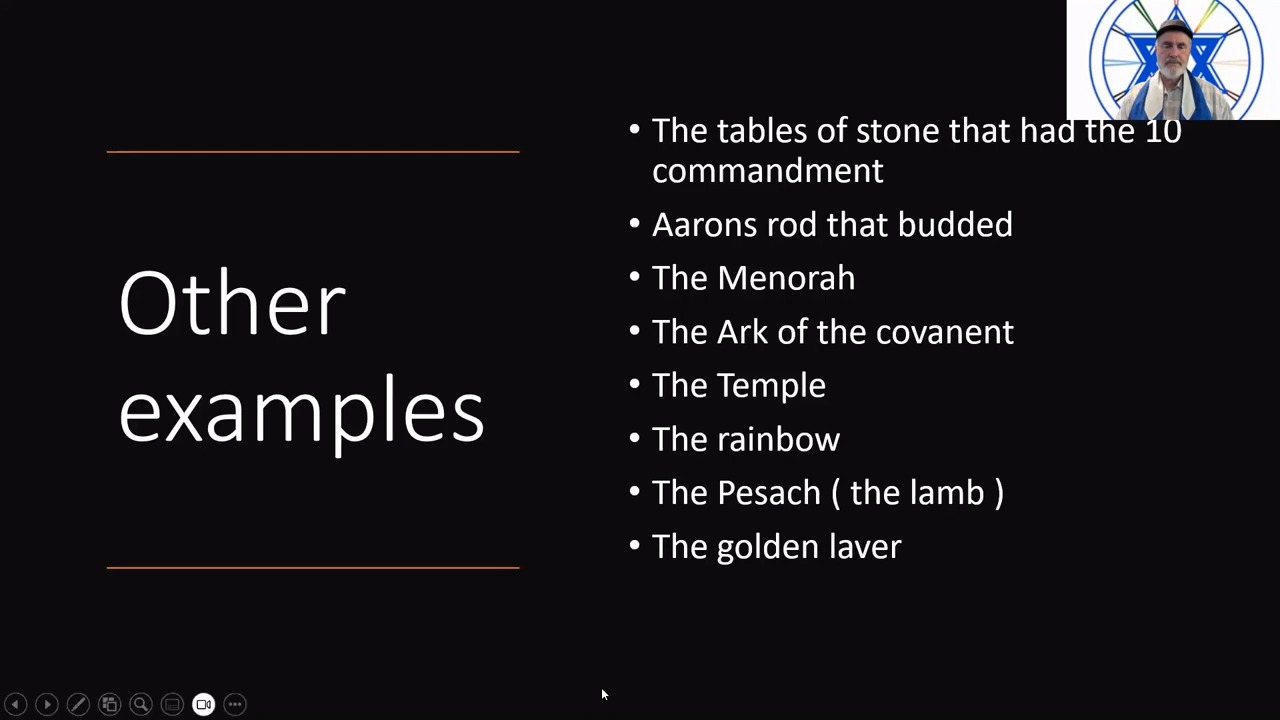 Other
examples
• The tables of stone that had the 10
commandment
• Aarons rod that budded
• The Menorah
• The Ark of the covanent
• The Temple
• The rainbow
• The Pesach ( the lamb )
• The golden laver